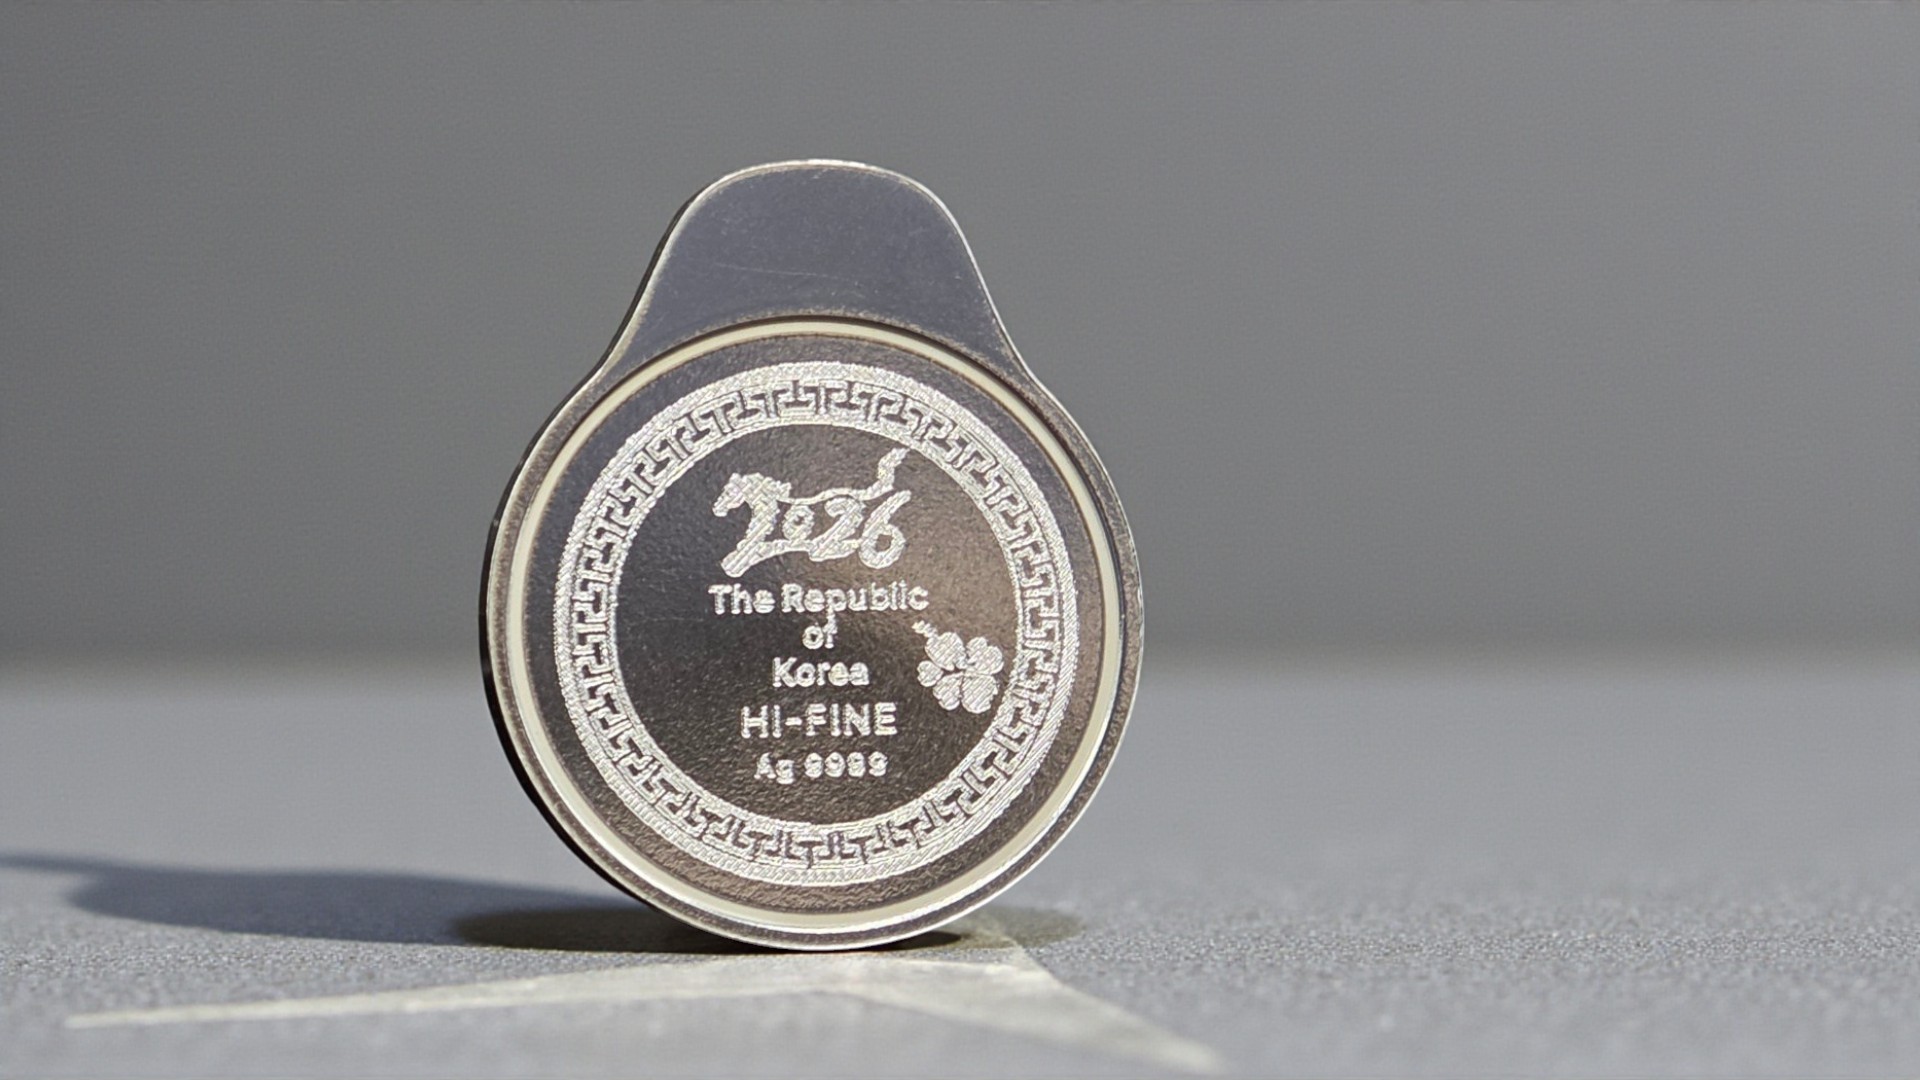 2026
The Republic
Of
Korea
HI-FINE
Ag 9999